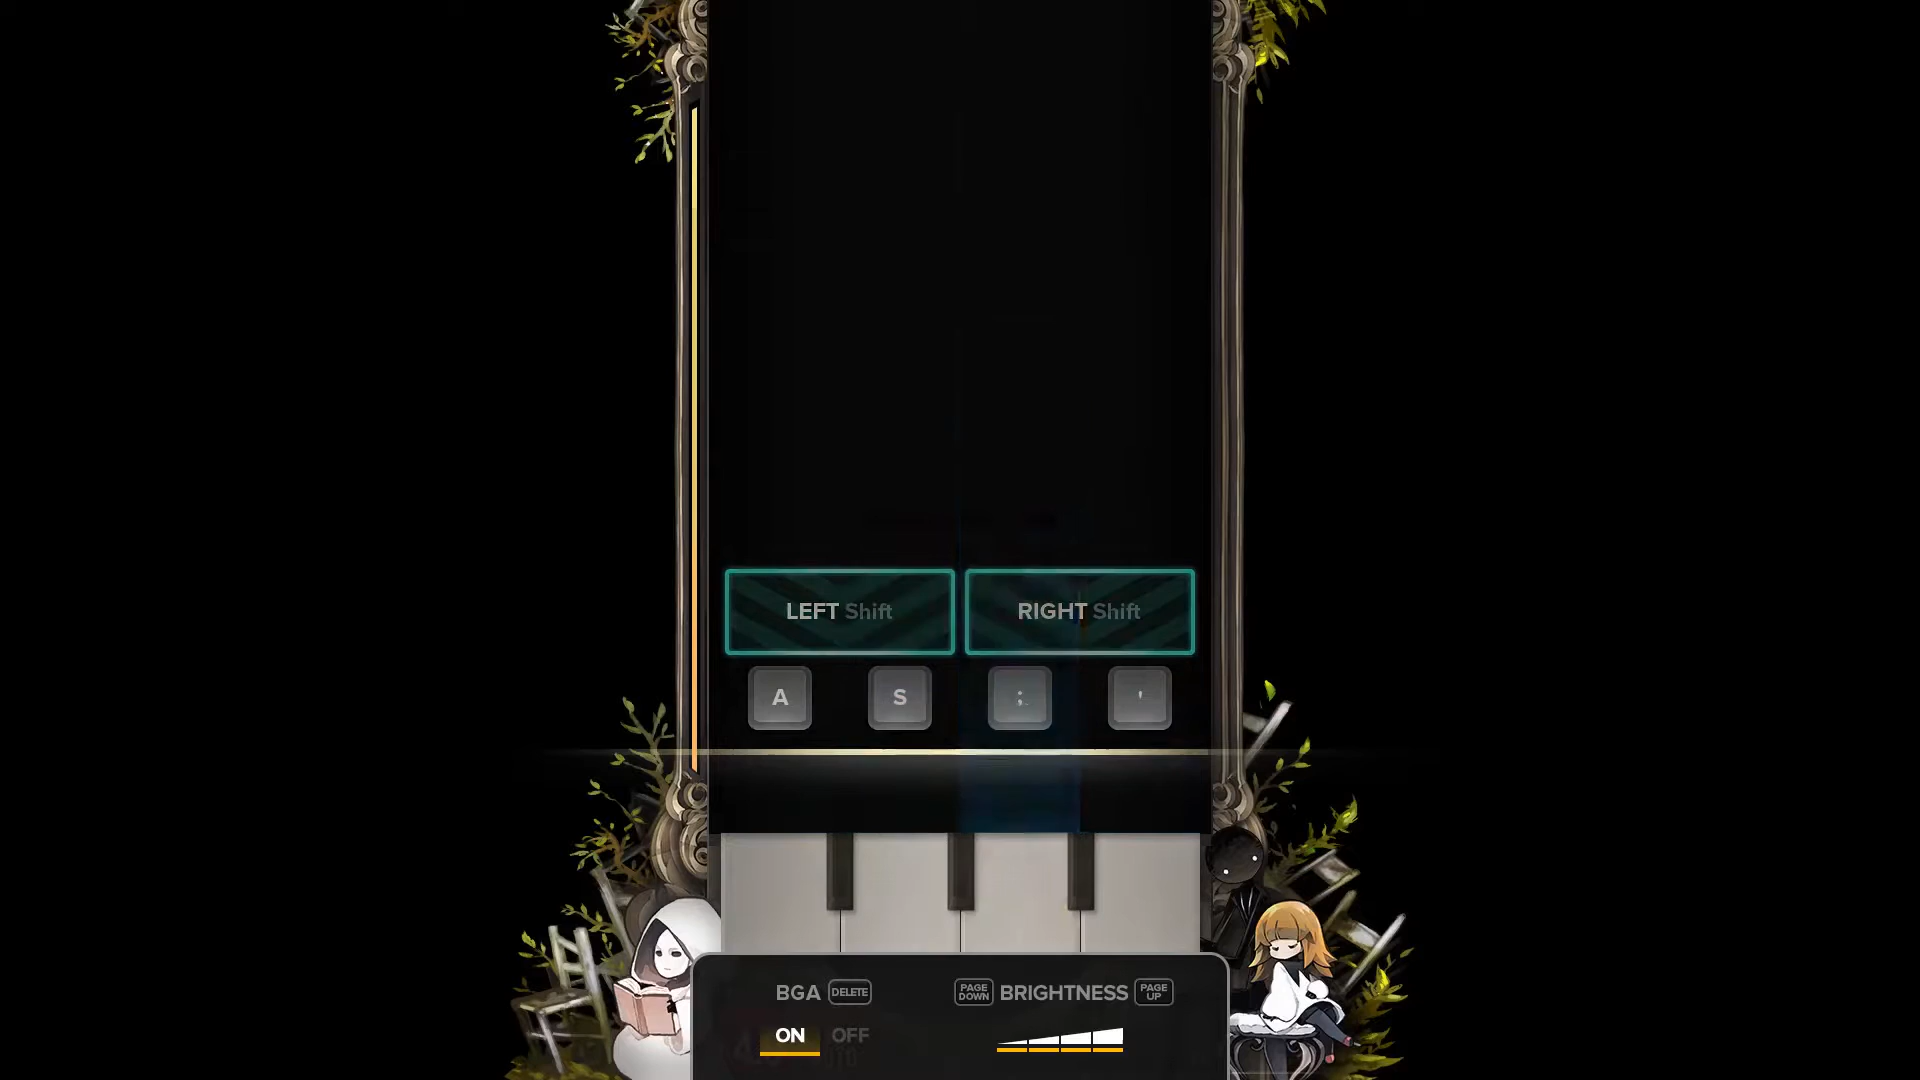 LEFT Shift RIGHT Shift
A S ; '
BGA DELETE PAGE DOWN BRIGHTNESS PAGE UP
ON OFF